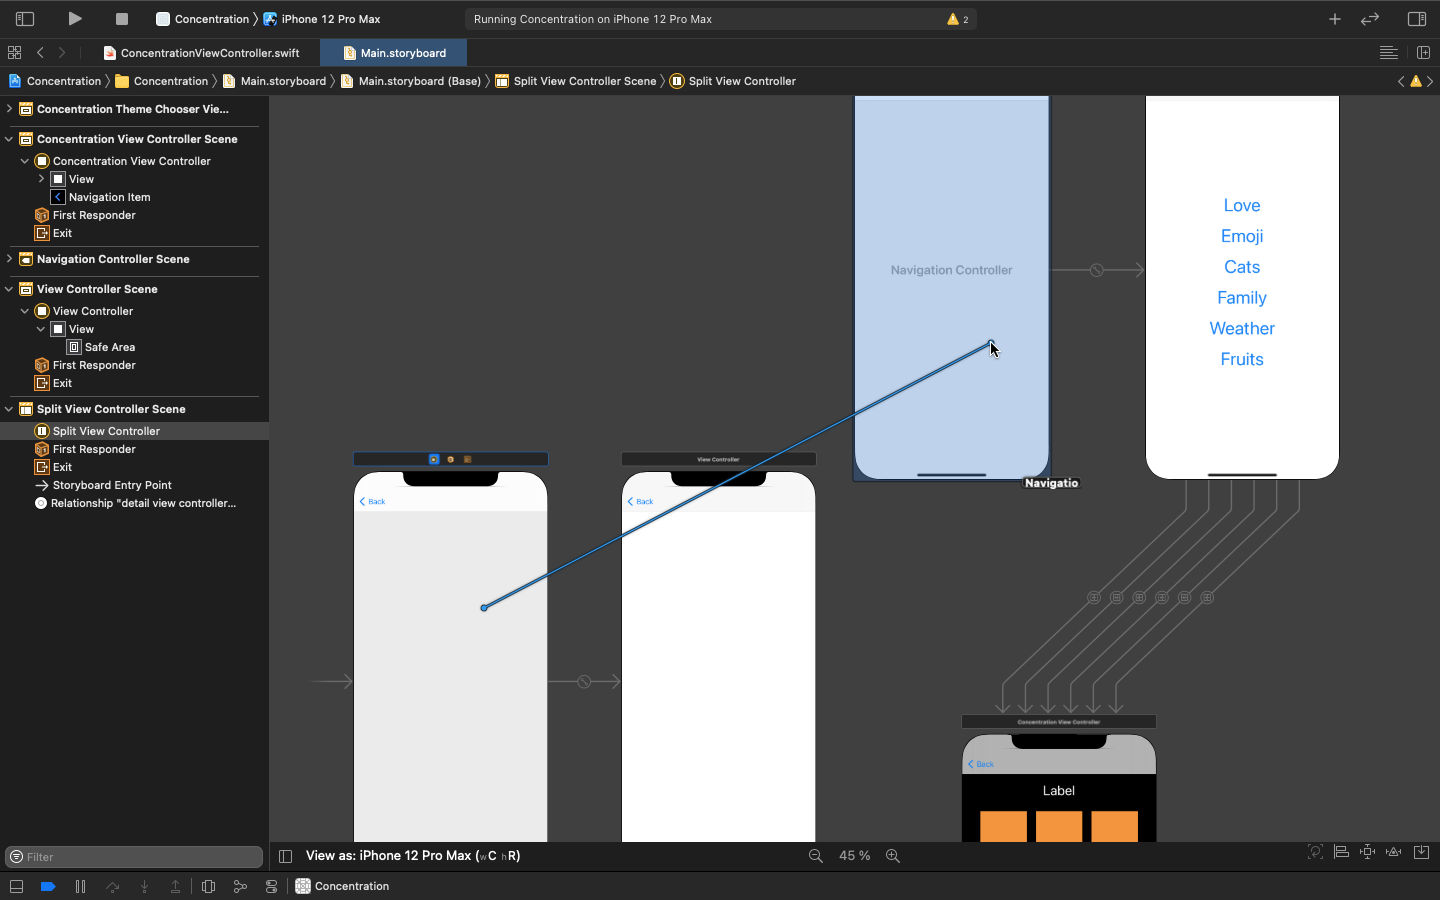 Concentration
iPhone 12 Pro Max
Running Concentration on iPhone 12 Pro Max
2
ConcentrationViewController.swift
Main.storyboard
Concentration
Concentration
Main.storyboard
Main.storyboard (Base)
Split View Controller Scene
Split View Controller
Concentration Theme Chooser Vie...
Concentration View Controller Scene
Concentration View Controller
View
Navigation Item
First Responder
Exit
Navigation Controller Scene
View Controller Scene
View Controller
View
Safe Area
First Responder
Exit
Split View Controller Scene
Split View Controller
First Responder
Exit
Storyboard Entry Point
Relationship "detail view controller...
Navigation Controller
Love
Emoji
Cats
Family
Weather
Fruits
Navigatio
View Controller
Back
Back
Concentration View Controller
Back
Label
Filter
View as: iPhone 12 Pro Max (wC hR)
45 %
Concentration